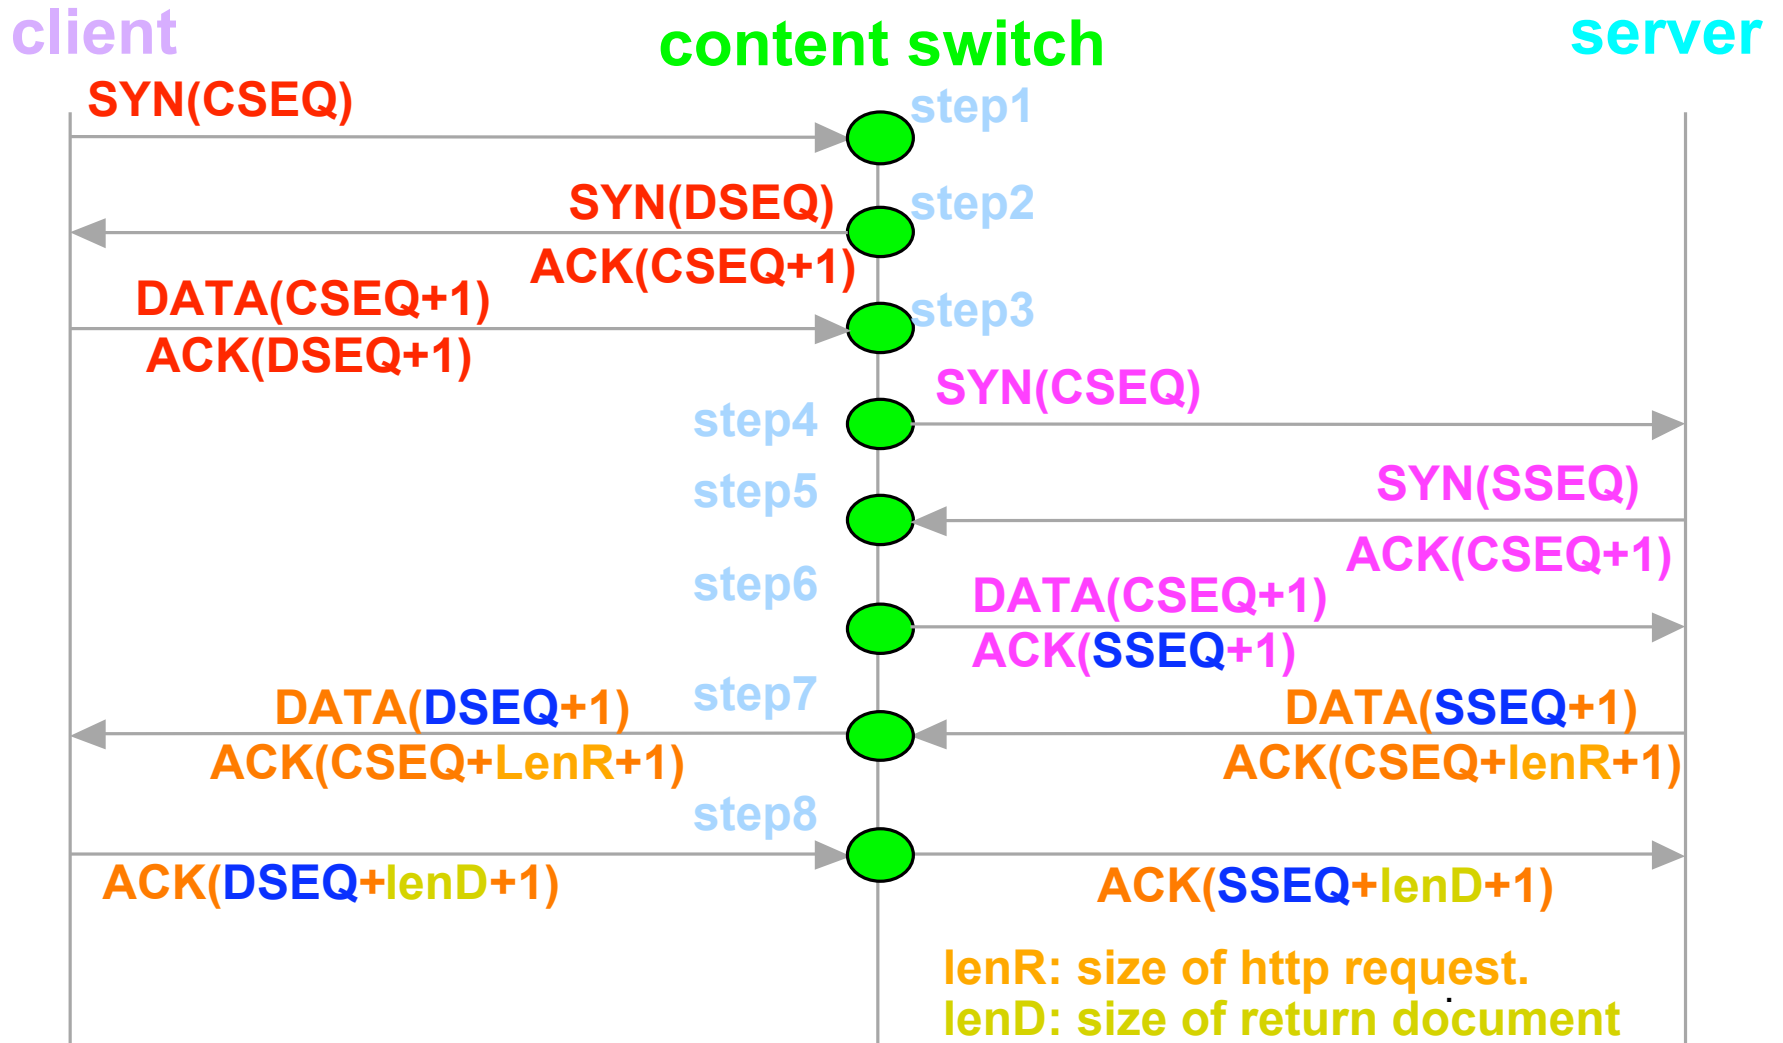 client
content switch
server
SYN(CSEQ)
step1
SYN(DSEQ)
step2
ACK(CSEQ+1)
DATA(CSEQ+1)
step3
ACK(DSEQ+1)
SYN(CSEQ)
step4
step5
SYN(SSEQ)
ACK(CSEQ+1)
step6
DATA(CSEQ+1)
ACK(SSEQ+1)
step7
DATA(DSEQ+1)
DATA(SSEQ+1)
ACK(CSEQ+LenR+1)
ACK(CSEQ+lenR+1)
step8
ACK(DSEQ+lenD+1)
ACK(SSEQ+lenD+1)
lenR: size of http request.
.
lenD: size of return document